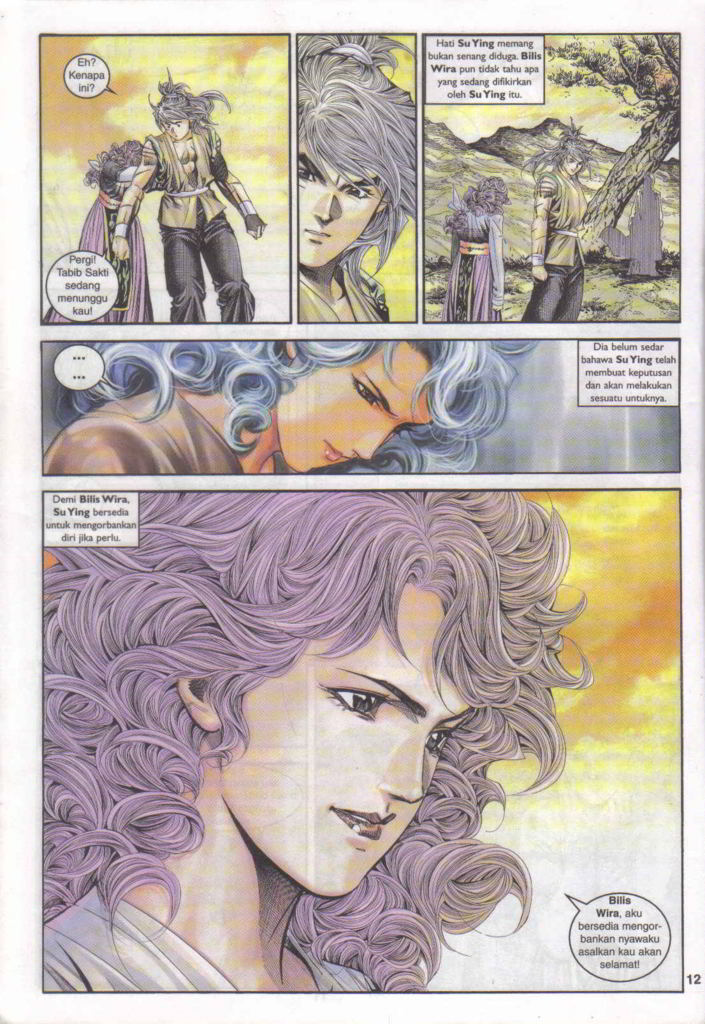 Eh?
Kenapa
ini?
Pergi!
Tabib Sakti
sedang
menunggu
kau!
Hati Su Ying memang
bukan senang diduga. Bilis
Wira pun tidak tahu apa
yang sedang difikirkan
oleh Su Ying itu.
...
...
Dia belum sedar
bahawa Su Ying telah
membuat keputusan
dan akan melakukan
sesuatu untuknya.
Demi Bilis Wira,
Su Ying bersedia
untuk mengorbankan
diri jika perlu.
Bilis
Wira, aku
bersedia mengor-
bankan nyawaku
asalkan kau akan
selamat!
12